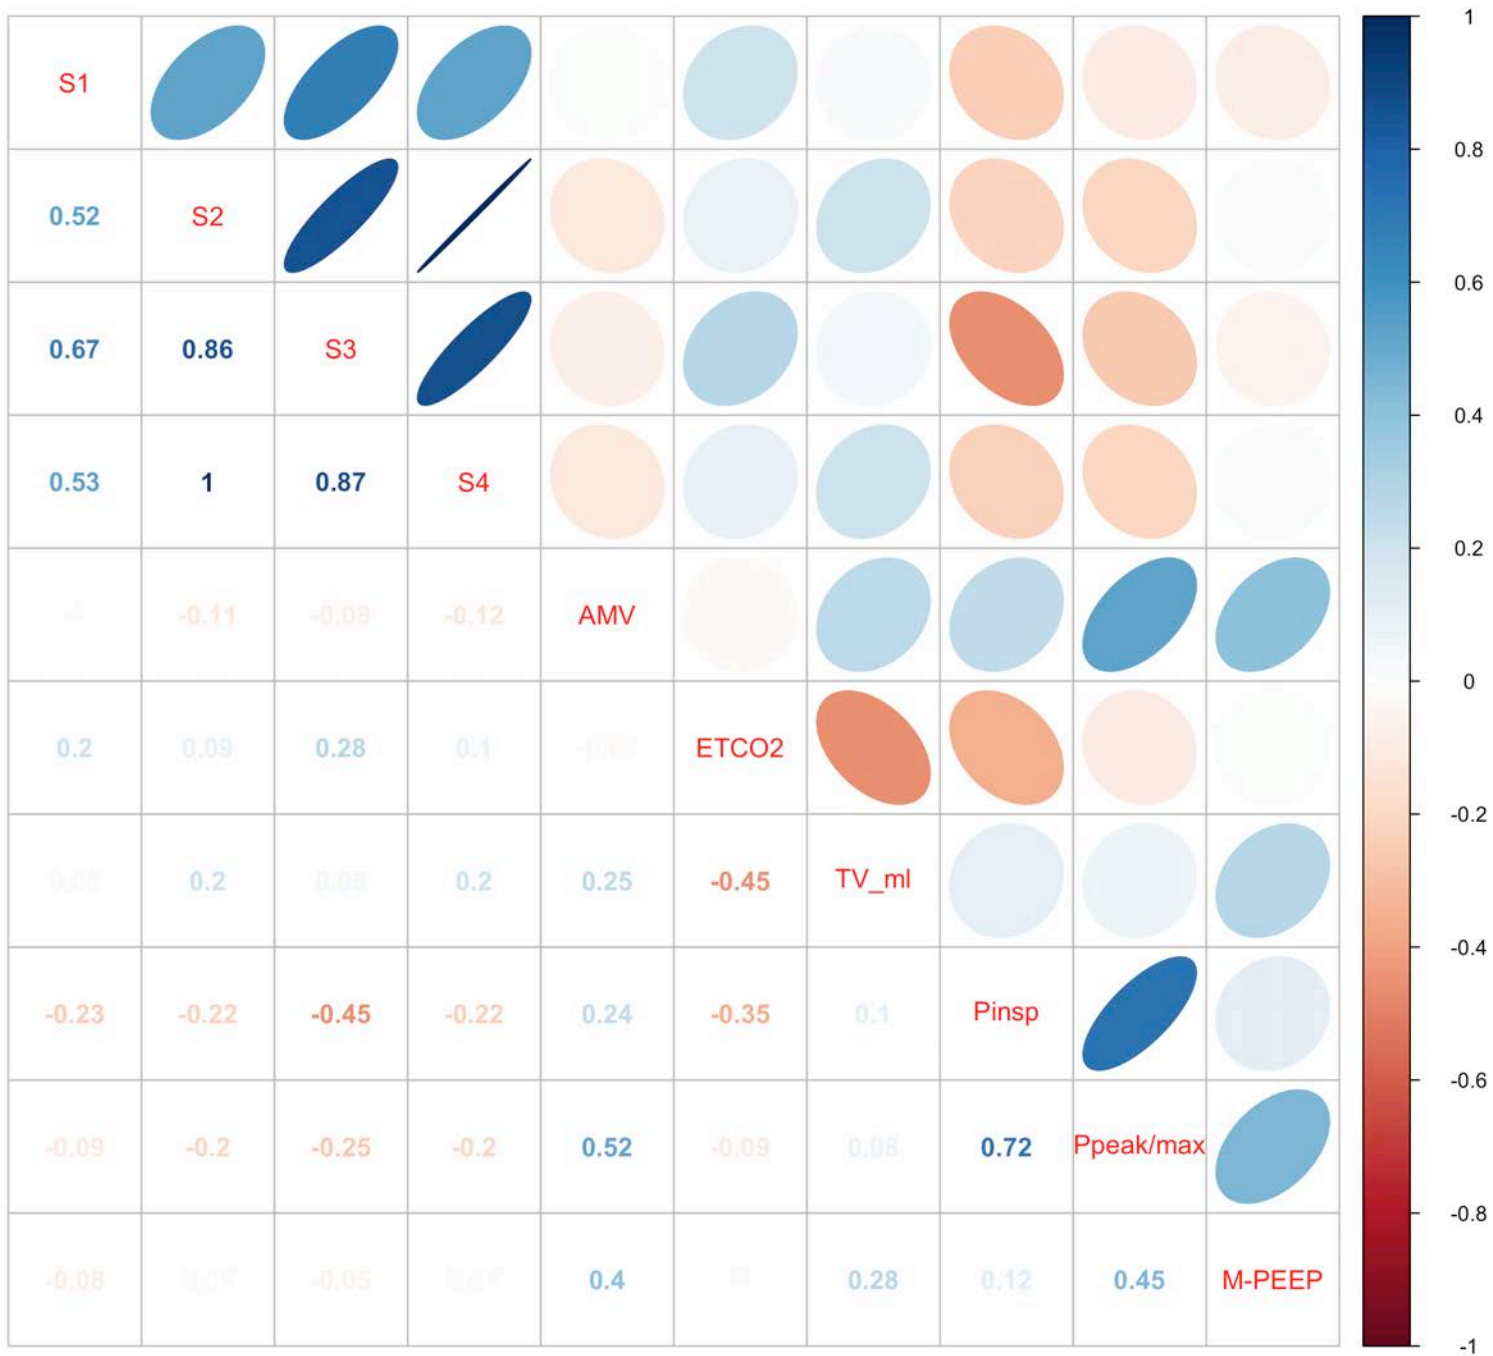 S1
1
0.8
0.52 S2
0.6
0.67 0.86 S3
0.4
0.53 1 0.87 S4
0.2
-0.11 -0.08 -0.12 AMV
0
0.2 0.09 0.28 0.1 ETCO2
-0.2
0.2 0.05 0.2 0.25 -0.45 TV_ml
-0.4
-0.23 -0.22 -0.45 -0.22 0.24 -0.35 0.1 Pinsp
-0.6
-0.09 -0.2 -0.25 -0.2 0.52 -0.09 0.08 0.72 Ppeak/max
-0.8
-0.08 -0.05 0.4 0.28 0.12 0.45 M-PEEP
-1